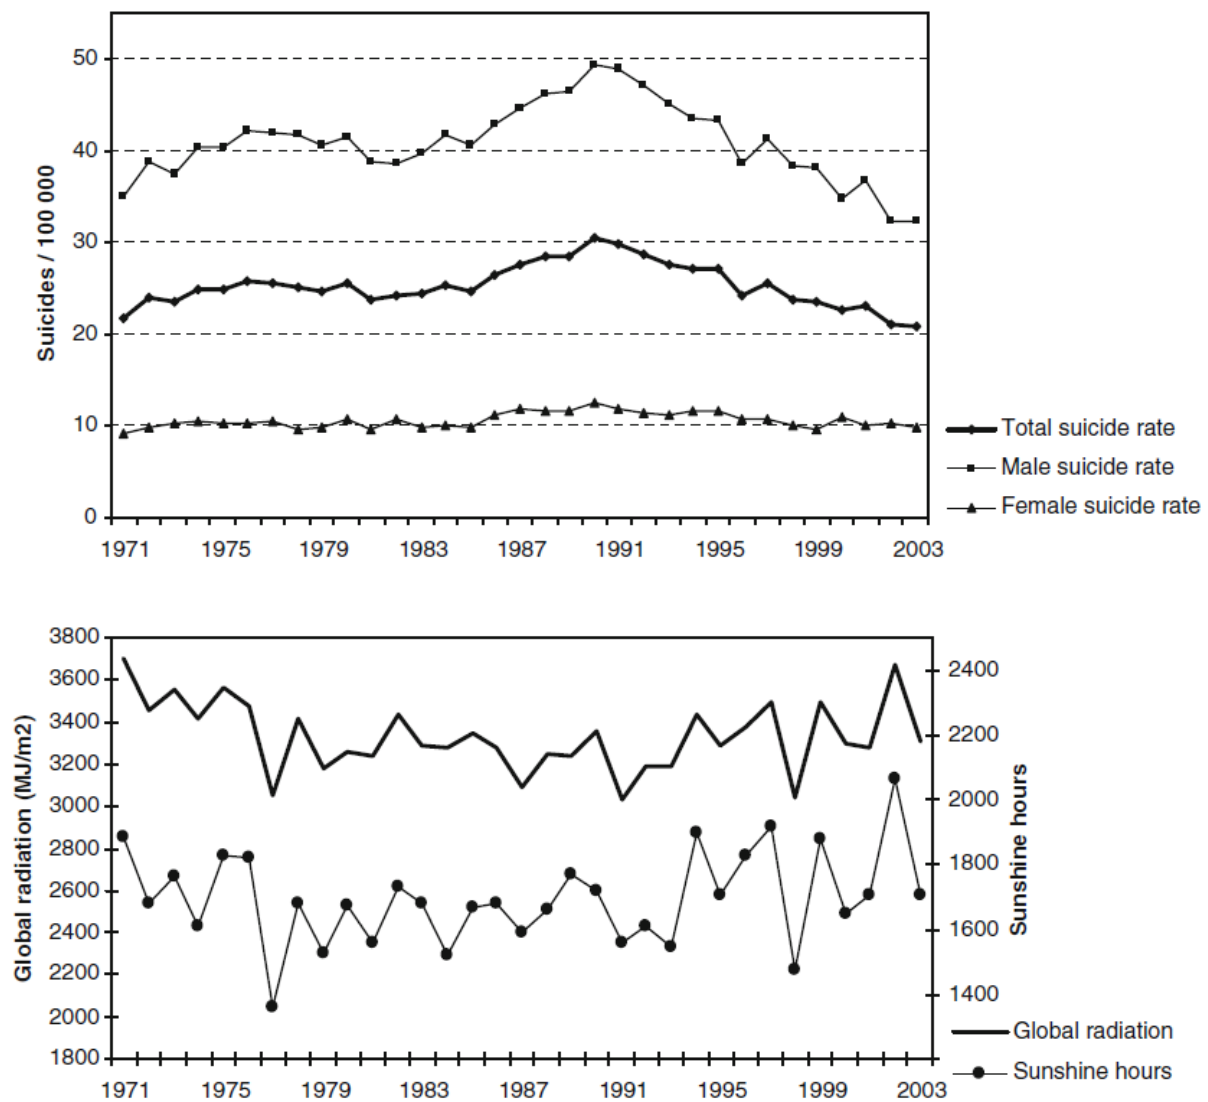 50
40
30
20
10
0
Suicides / 100 000
1971 1975 1979 1983 1987 1991 1995 1999 2003
Total suicide rate
Male suicide rate
Female suicide rate
3800
3600
3400
3200
3000
2800
2600
2400
2200
2000
1800
Global radiation (MJ/m2)
2400
2200
2000
1800
1600
1400
Sunshine hours
1971 1975 1979 1983 1987 1991 1995 1999 2003
Global radiation
Sunshine hours